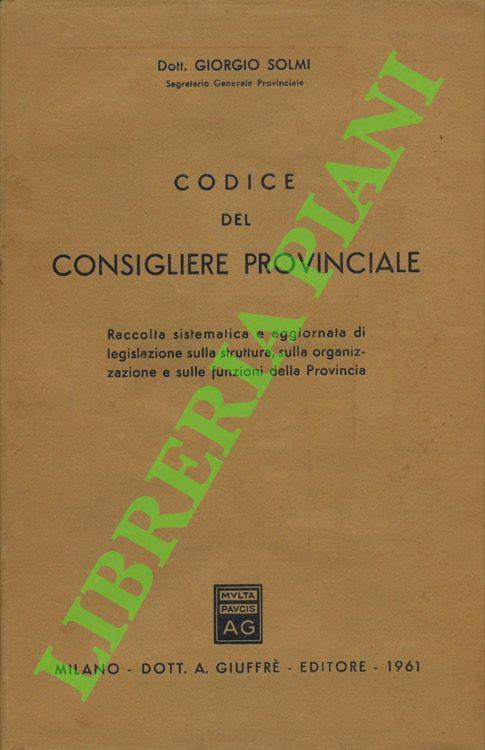 Dott. GIORGIO SOLMI
Segretario Generale Provinciale
CODICE
DEL
CONSIGLIERE PROVINCIALE
Raccolta sistematica e aggiornata di
legislazione sulla struttura, sulla organiz-
zazione e sulle funzioni della Provincia
LIBRERIA PIANI
MVLTA
PAVCIS
AG
MILANO - DOTT. A. GIUFFRÈ - EDITORE - 1961